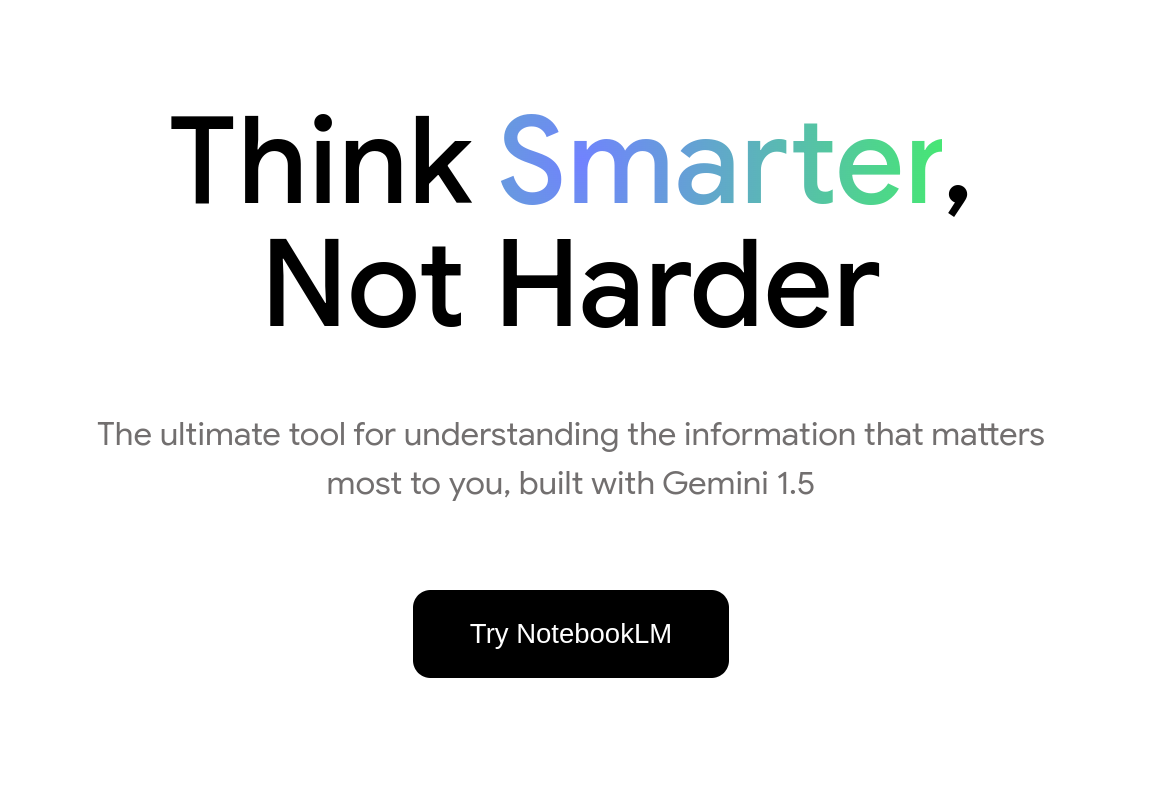 Think Smarter,
Not Harder
The ultimate tool for understanding the information that matters
most to you, built with Gemini 1.5
Try NotebookLM